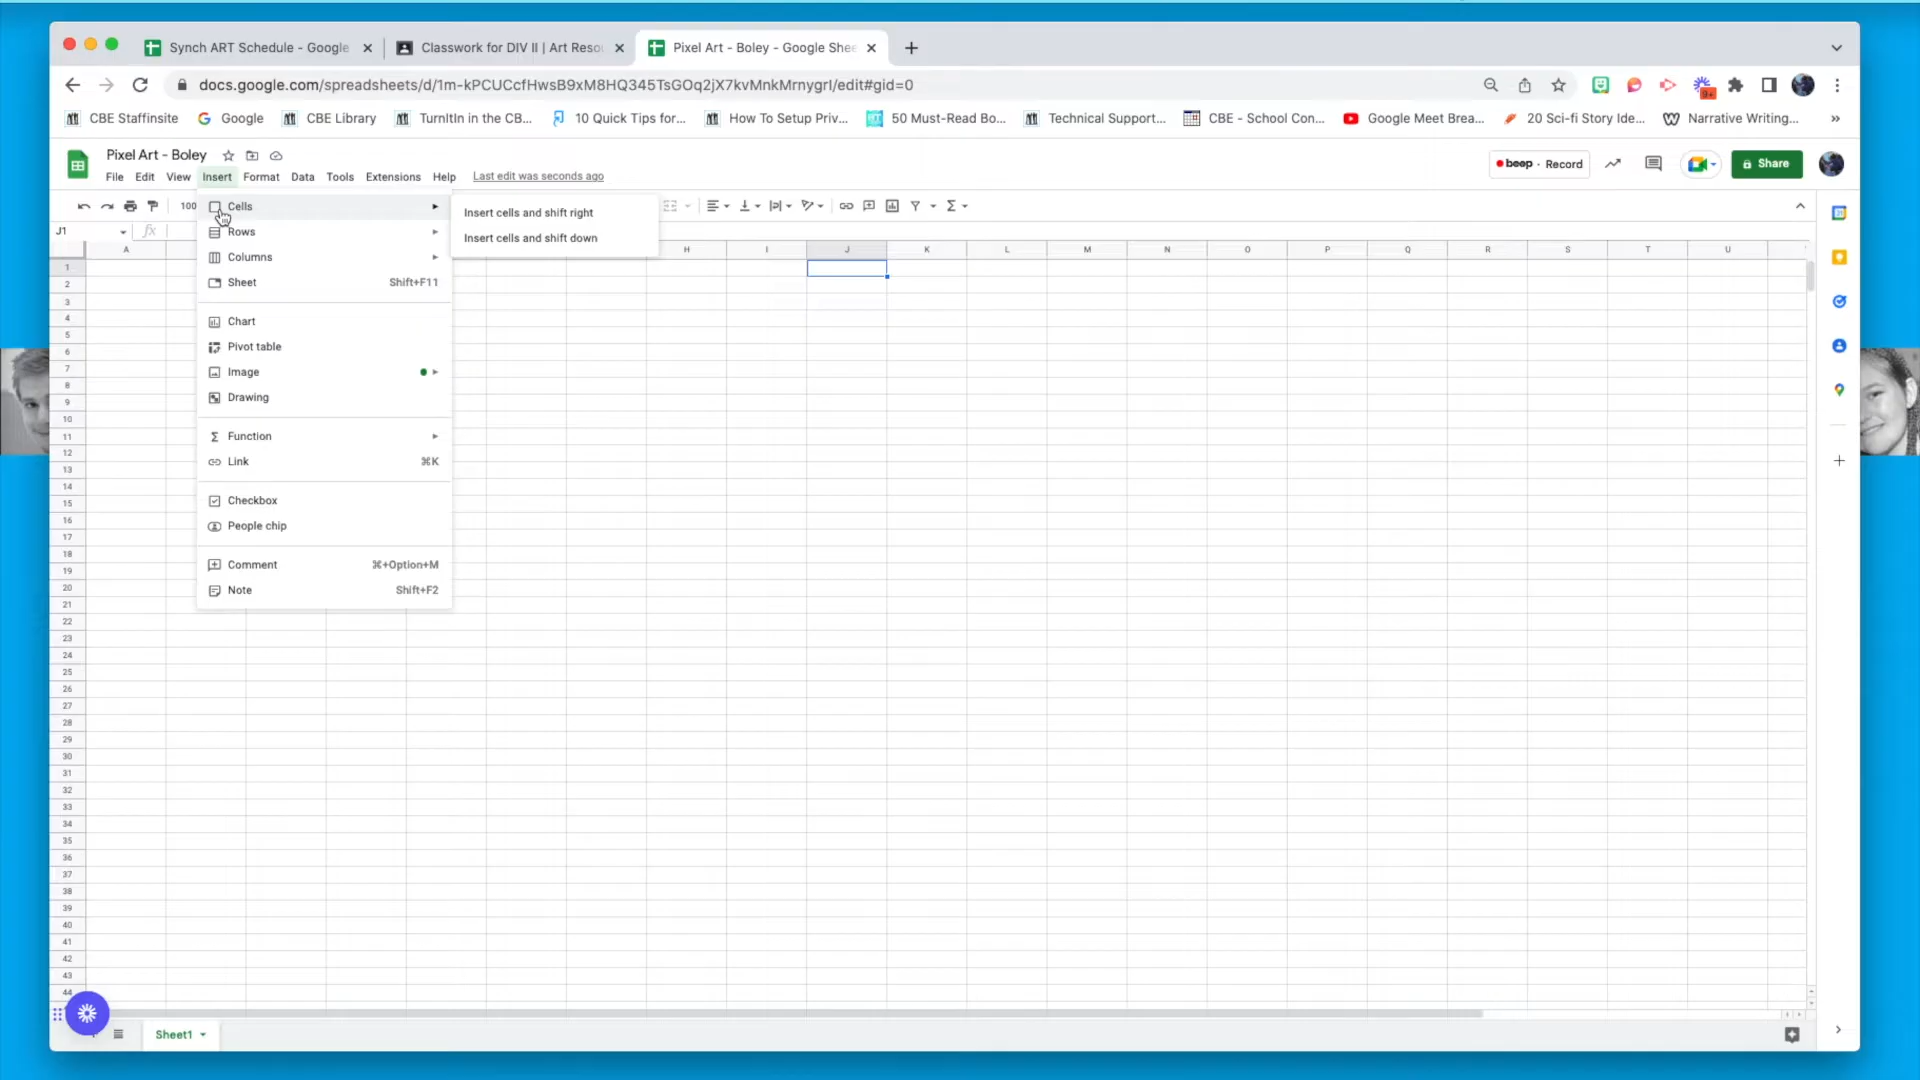 Synch ART Schedule - Google
Classwork for DIV II | Art Reso
Pixel Art - Boley - Google Shee
docs.google.com/spreadsheets/d/1m-kPCUCcfHwsB9xM8HQ345TsGOq2jX7kvMnkMrnygrI/edit#gid=0
CBE Staffinsite
Google
CBE Library
TurnItIn the CB...
10 Quick Tips for...
How To Setup Priv...
50 Must-Read Bo...
Technical Support...
CBE - School Con...
Google Meet Brea...
20 Sci-fi Story Ide...
Narrative Writing...
»
Pixel Art - Boley
File Edit View Insert Format Data Tools Extensions Help Last edit was seconds ago
beep - Record
Share
100
J1
fx
Cells
Rows
Columns
Sheet Shift+F11
Chart
Pivot table
Image
Drawing
Function
Link ⌘K
Checkbox
People chip
Comment ⌘+Option+M
Note Shift+F2
Insert cells and shift right
Insert cells and shift down
A H I J K L M N O P Q R S T U
1
2
3
4
5
6
7
8
9
10
11
12
13
14
15
16
17
18
19
20
21
22
23
24
25
26
27
28
29
30
31
32
33
34
35
36
37
38
39
40
41
42
43
44
Sheet1